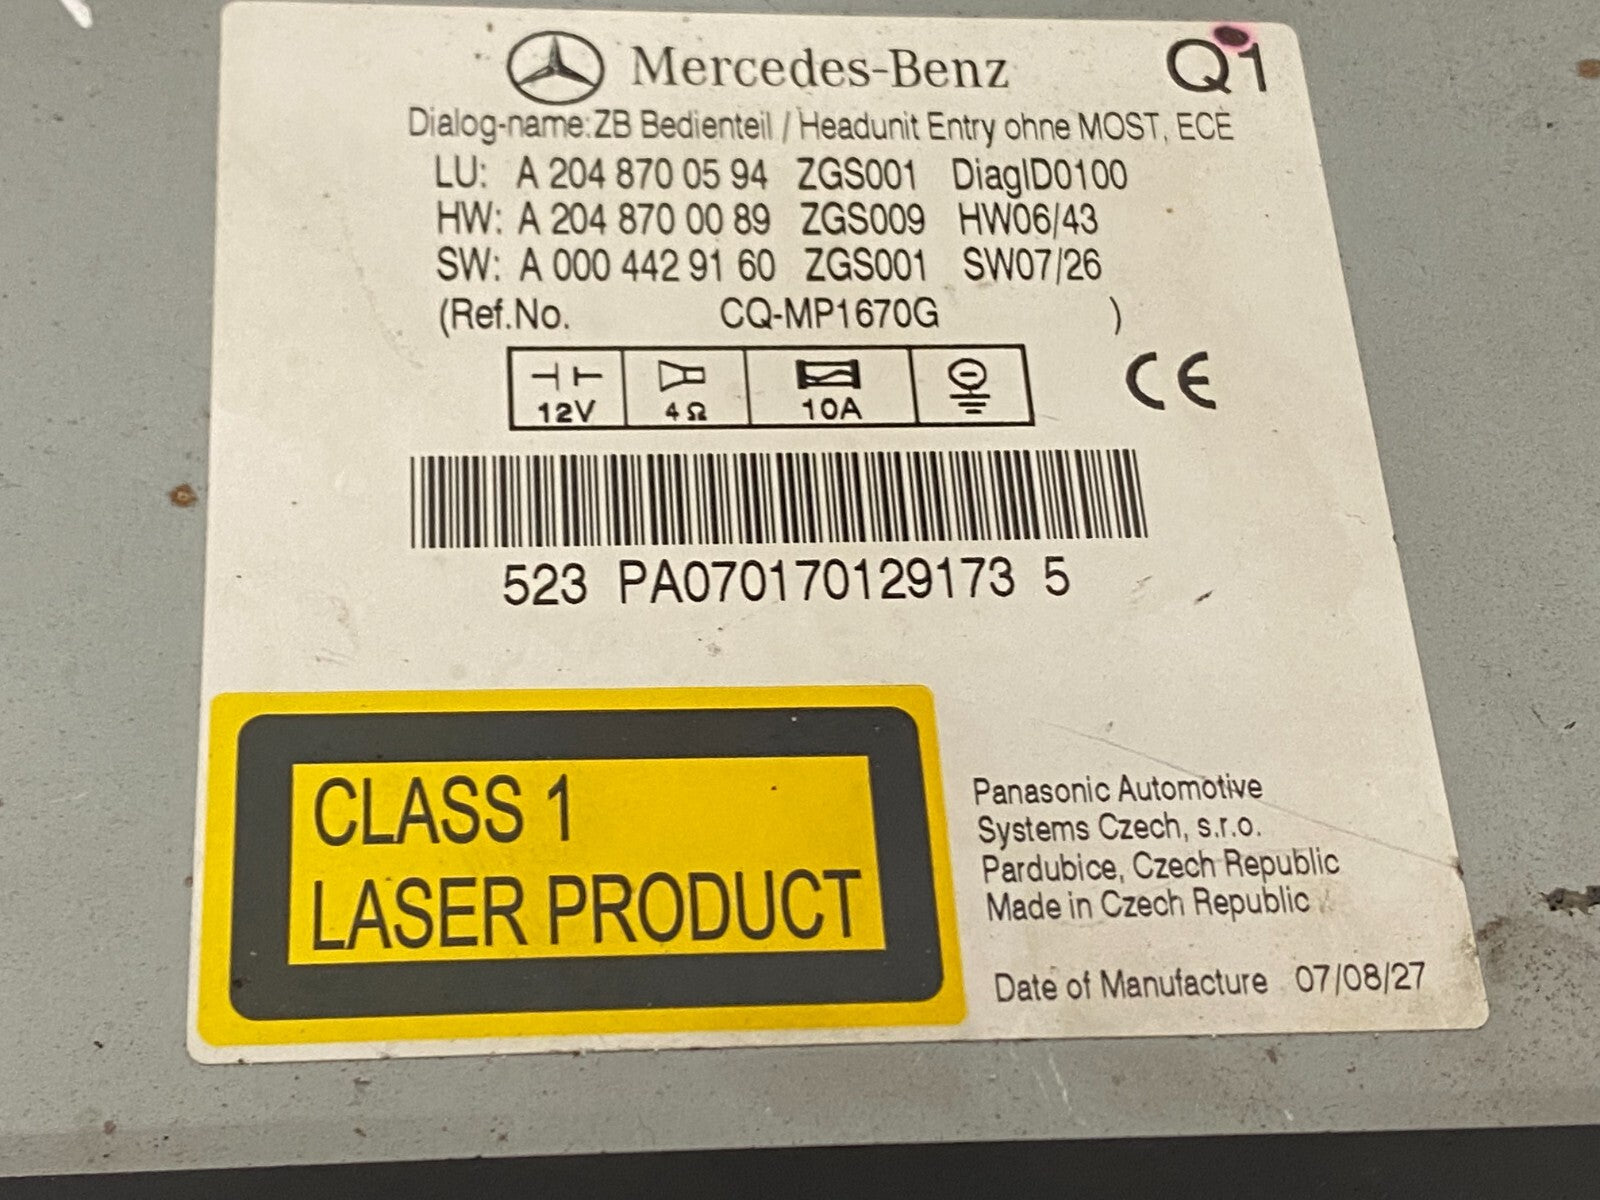 Mercedes-Benz Q1
Dialog-name:ZB Bedienteil / Headunit Entry ohne MOST, ECE
LU: A 204 870 05 94 ZGS001 DiagID0100
HW: A 204 870 00 89 ZGS009 HW06/43
SW: A 000 442 91 60 ZGS001 SW07/26
(Ref.No. CQ-MP1670G )
12V 4Ω 10A
CE
523 PA070170129173 5
CLASS 1
LASER PRODUCT
Panasonic Automotive
Systems Czech, s.r.o.
Pardubice, Czech Republic
Made in Czech Republic
Date of Manufacture 07/08/27